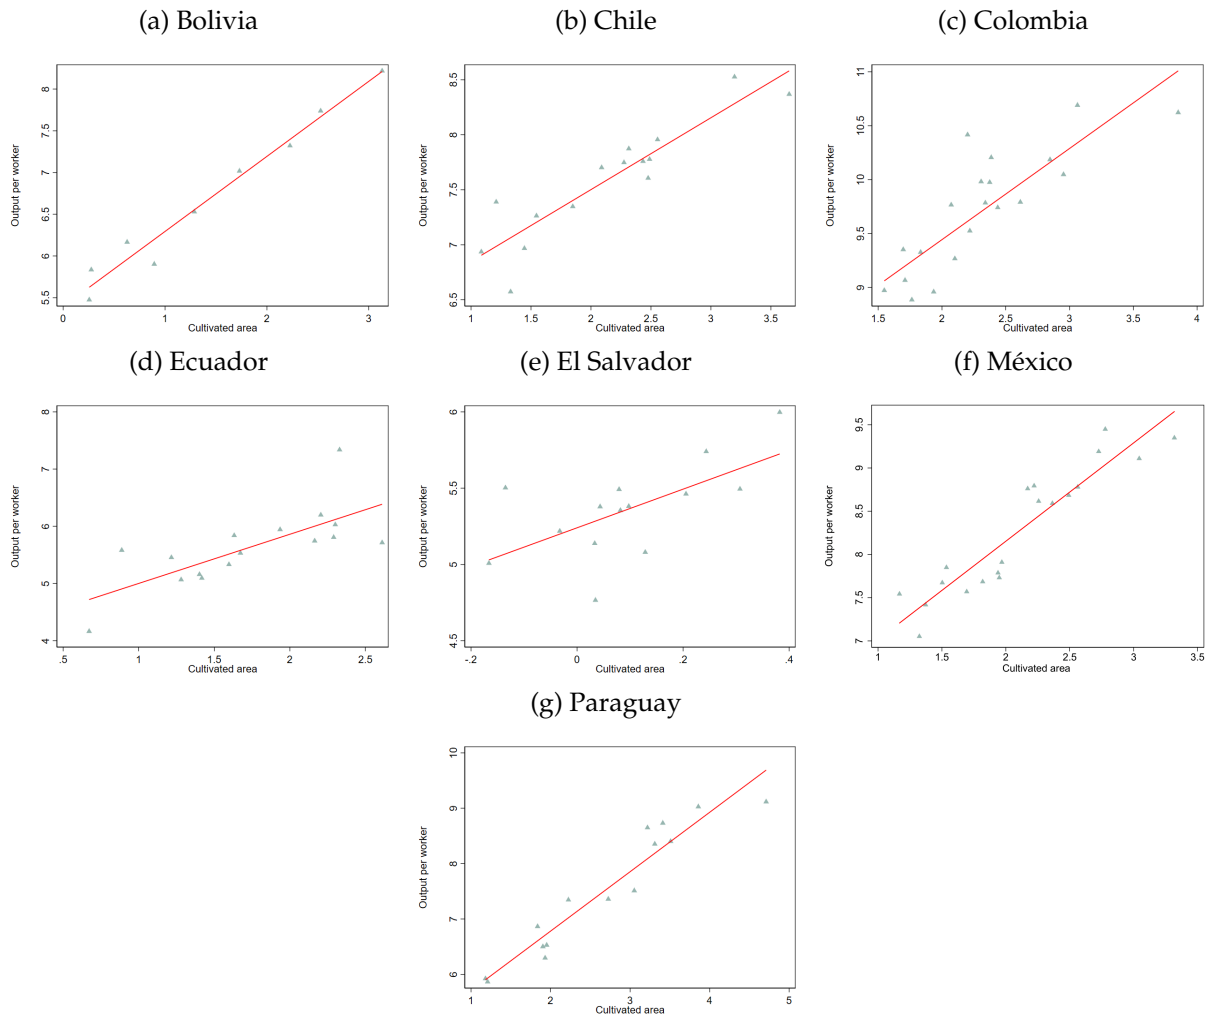 (a) Bolivia
(b) Chile
(c) Colombia
Output per worker
5.5 6 6.5 7 7.5 8
0 1 2 3
Cultivated area
Output per worker
6.5 7 7.5 8 8.5
1 1.5 2 2.5 3 3.5
Cultivated area
Output per worker
9 9.5 10 10.5 11
1.5 2 2.5 3 3.5 4
Cultivated area
(d) Ecuador
(e) El Salvador
(f) México
Output per worker
4 5 6 7 8
.5 1 1.5 2 2.5
Cultivated area
Output per worker
4.5 5 5.5 6
-.2 0 .2 .4
Cultivated area
Output per worker
7 7.5 8 8.5 9 9.5
1 1.5 2 2.5 3 3.5
Cultivated area
(g) Paraguay
Output per worker
6 7 8 9 10
1 2 3 4 5
Cultivated area